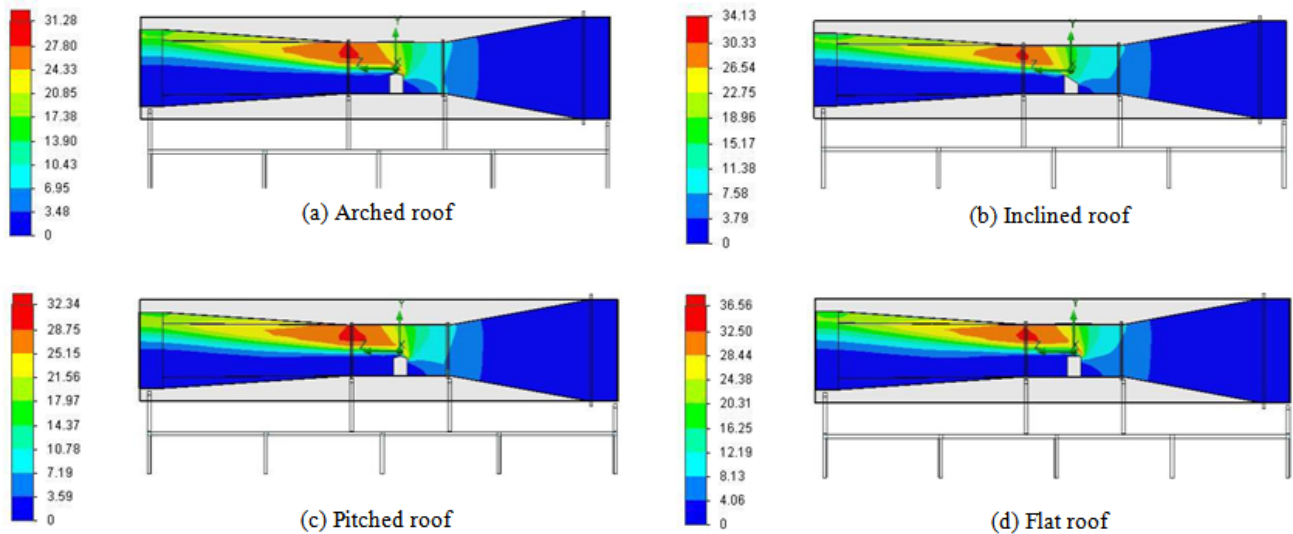 31.28
27.80
24.33
20.85
17.38
13.90
10.43
6.95
3.48
0
Y
Z
X
(a) Arched roof
34.13
30.33
26.54
22.75
18.96
15.17
11.38
7.58
3.79
0
Y
Z
X
(b) Inclined roof
32.34
28.75
25.15
21.56
17.97
14.37
10.78
7.19
3.59
0
Y
Z
X
(c) Pitched roof
36.56
32.50
28.44
24.38
20.31
16.25
12.19
8.13
4.06
0
Y
Z
X
(d) Flat roof